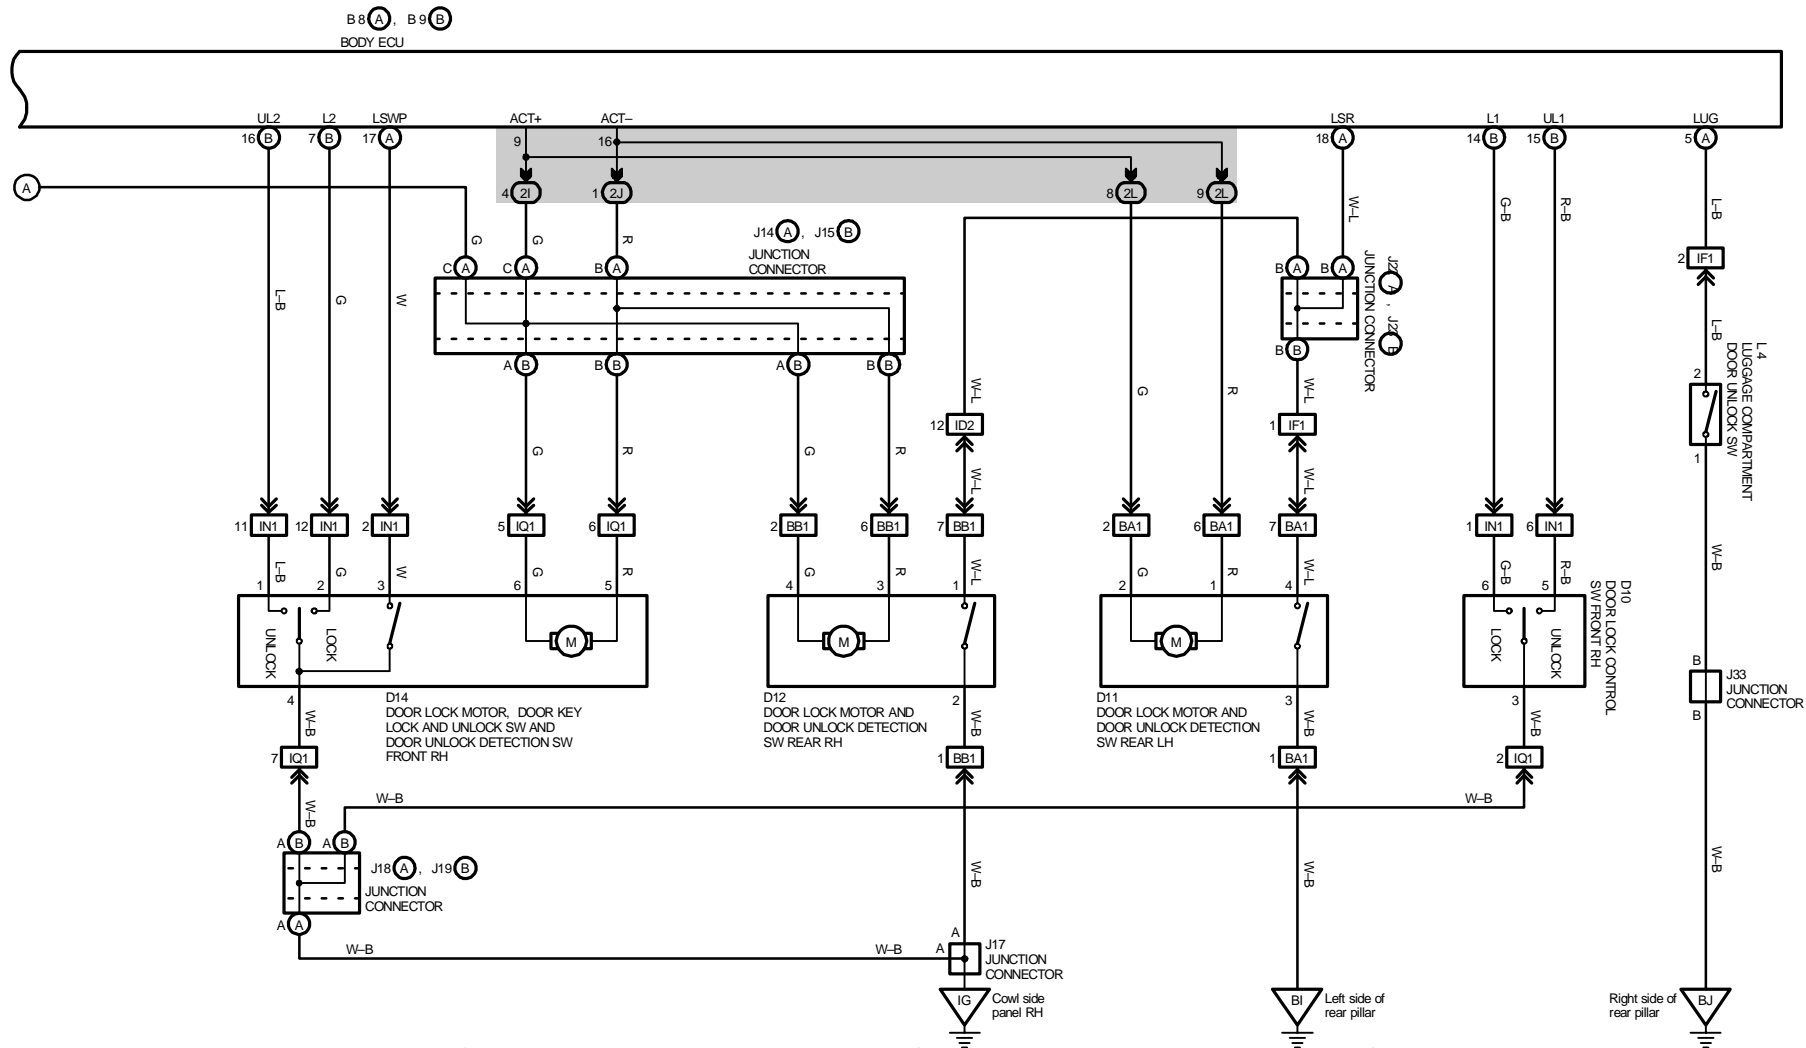 B 8 A , B 9 B
BODY ECU
UL2 L2 LSWP ACT+ ACT– LSR L1 UL1 LUG
16 B 7 B 17 A 9 16 18 A 14 B 15 B 5 A
A
4 2I 1 2J 8 2L 9 2L
L–B G W G G R W–L G–B R–B L–B
J14 A , J15 B
JUNCTION
CONNECTOR
C A C A B A B A B A
2 IF1
JUNCTION CONNECTOR
A B B B A B B B B B
L–B
L 4
LUGGAGE COMPARTMENT
DOOR UNLOCK SW
2
1
W–L G R W–L
12 ID2 1 IF1
G R G R W–L W–L
11 IN1 12 IN1 2 IN1 5 IQ1 6 IQ1 2 BB1 6 BB1 7 BB1 2 BA1 6 BA1 7 BA1 1 IN1 6 IN1
L–B G W G R G R W–L G R W–L G–B R–B W–B
1 2 3 6 5 4 3 1 2 1 4 6 5
UNLOCK LOCK M M M LOCK UNLOCK
D10
DOOR LOCK CONTROL
SW FRONT RH
4 2 3 3
D14
DOOR LOCK MOTOR, DOOR KEY
LOCK AND UNLOCK SW AND
DOOR UNLOCK DETECTION SW
FRONT RH
D12
DOOR LOCK MOTOR AND
DOOR UNLOCK DETECTION
SW REAR RH
D11
DOOR LOCK MOTOR AND
DOOR UNLOCK DETECTION
SW REAR LH
B
J33
JUNCTION
CONNECTOR
B
W–B W–B W–B W–B
7 IQ1 1 BB1 1 BA1 2 IQ1
W–B W–B W–B
A B A B
J18 A , J19 B
JUNCTION
CONNECTOR
A A
W–B W–B W–B
W–B W–B
A
A
J17
JUNCTION
CONNECTOR
IG
Cowl side
panel RH
BI
Left side of
rear pillar
Right side of
rear pillar
BJ